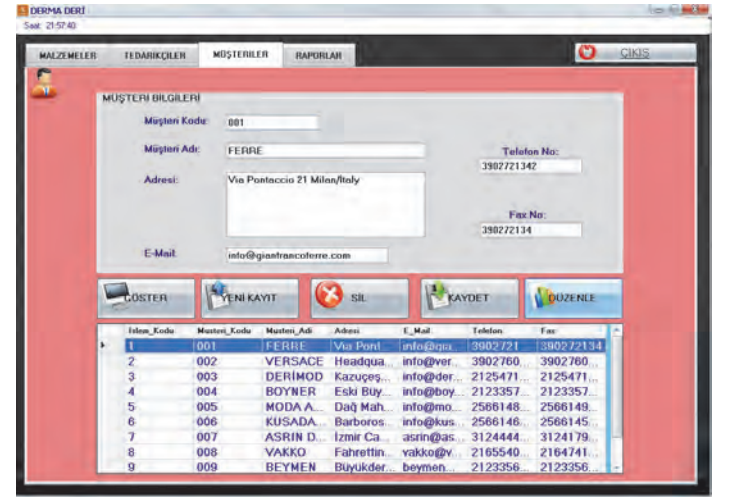 DERMA DERİ
Saat: 21:57:40
MALZEMELER TEDARİKÇİLER MÜŞTERİLER RAPORLAR ÇIKIŞ
MÜŞTERİ BİLGİLERİ
Müşteri Kodu: 001
Müşteri Adı: FERRE
Telefon No:
3902721342
Adresi: Via Pontaccio 21 Milan/Italy
Fax No:
390272134
E-Mail: info@gianfrancoferre.com
GÖSTER YENİ KAYIT SİL KAYDET DÜZENLE
Islem_Kodu Musteri_Kodu Musteri_Adi Adresi E_Mail Telefon Fax
1 001 FERRE Via Pont... info@gia... 3902721... 390272134
2 002 VERSACE Headqua... info@ver... 3902760... 3902760...
3 003 DERİMOD Kazuçeş... info@der... 2125471... 2125471...
4 004 BOYNER Eski Büy... info@boy... 2123357... 2123357...
5 005 MODA A... Dağ Mah... info@mo... 2566148... 2566149...
6 006 KUSADA... Barboros... info@kus... 2566146... 2566145...
7 007 ASRIN D... İzmir Ca... asrin@as... 3124444... 3124179...
8 008 VAKKO Fahrettin... vakko@v... 2165540... 2164741...
9 009 BEYMEN Büyükder... beymen... 2123356... 2123356...